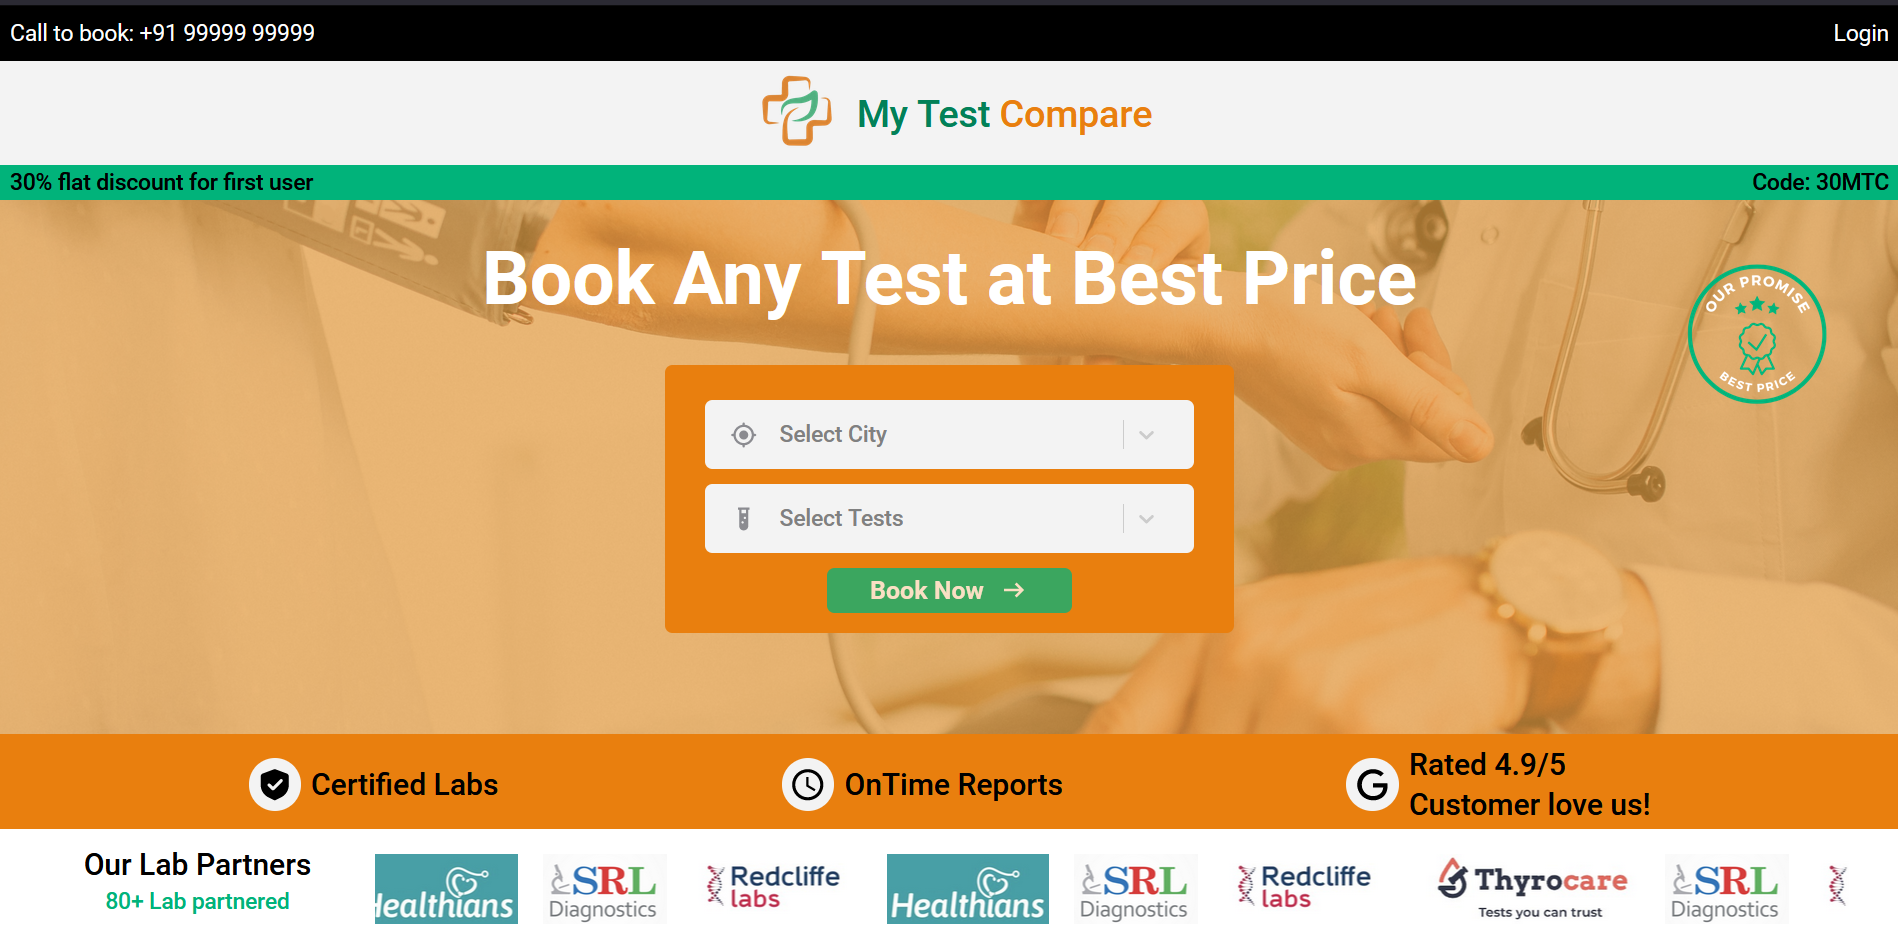 Call to book: +91 99999 99999
Login
My Test Compare
30% flat discount for first user
Code: 30MTC
Book Any Test at Best Price
OUR PROMISE
BEST PRICE
Select City
Select Tests
Book Now
Certified Labs
OnTime Reports
Rated 4.9/5
Customer love us!
Our Lab Partners
80+ Lab partnered
Healthians
SRL
Diagnostics
Redcliffe
labs
Healthians
SRL
Diagnostics
Redcliffe
labs
Thyrocare
Tests you can trust
SRL
Diagnostics